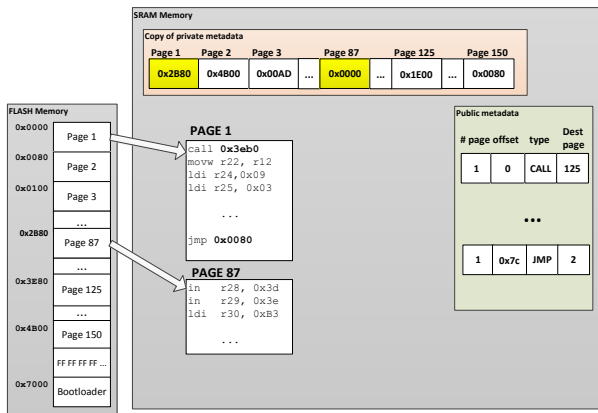 SRAM Memory
Copy of private metadata
Page 1 Page 2 Page 3 Page 87 Page 125 Page 150
0x2B80 0x4B00 0x00AD ... 0x0000 ... 0x1E00 ... 0x0080
FLASH Memory
0x0000 Page 1
0x0080 Page 2
0x0100 Page 3
...
0x2B80 Page 87
...
0x3E80 Page 125
...
0x4B00 Page 150
FF FF FF FF ...
0x7000 Bootloader
PAGE 1
call 0x3eb0
movw r22, r12
ldi r24,0x09
ldi r25, 0x03
...
jmp 0x0080
PAGE 87
in r28, 0x3d
in r29, 0x3e
ldi r30, 0xB3
...
Public metadata
# page offset type Dest page
1 0 CALL 125
...
1 0x7c JMP 2